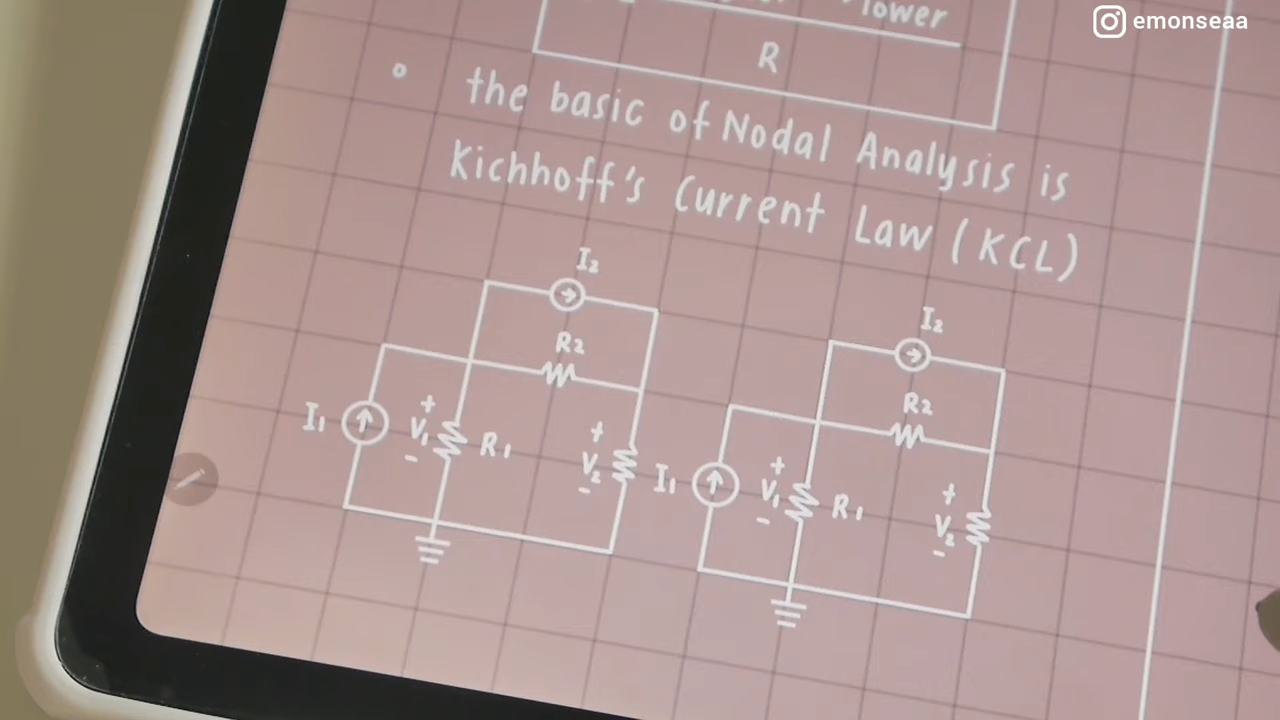 emonseaa
lower
R
the basic of Nodal Analysis is
Kichhoff's Current Law (KCL)
I2
R2
I1
+
V1
-
R1
+
V2
-
I2
R2
I1
+
V1
-
R1
+
V2
-